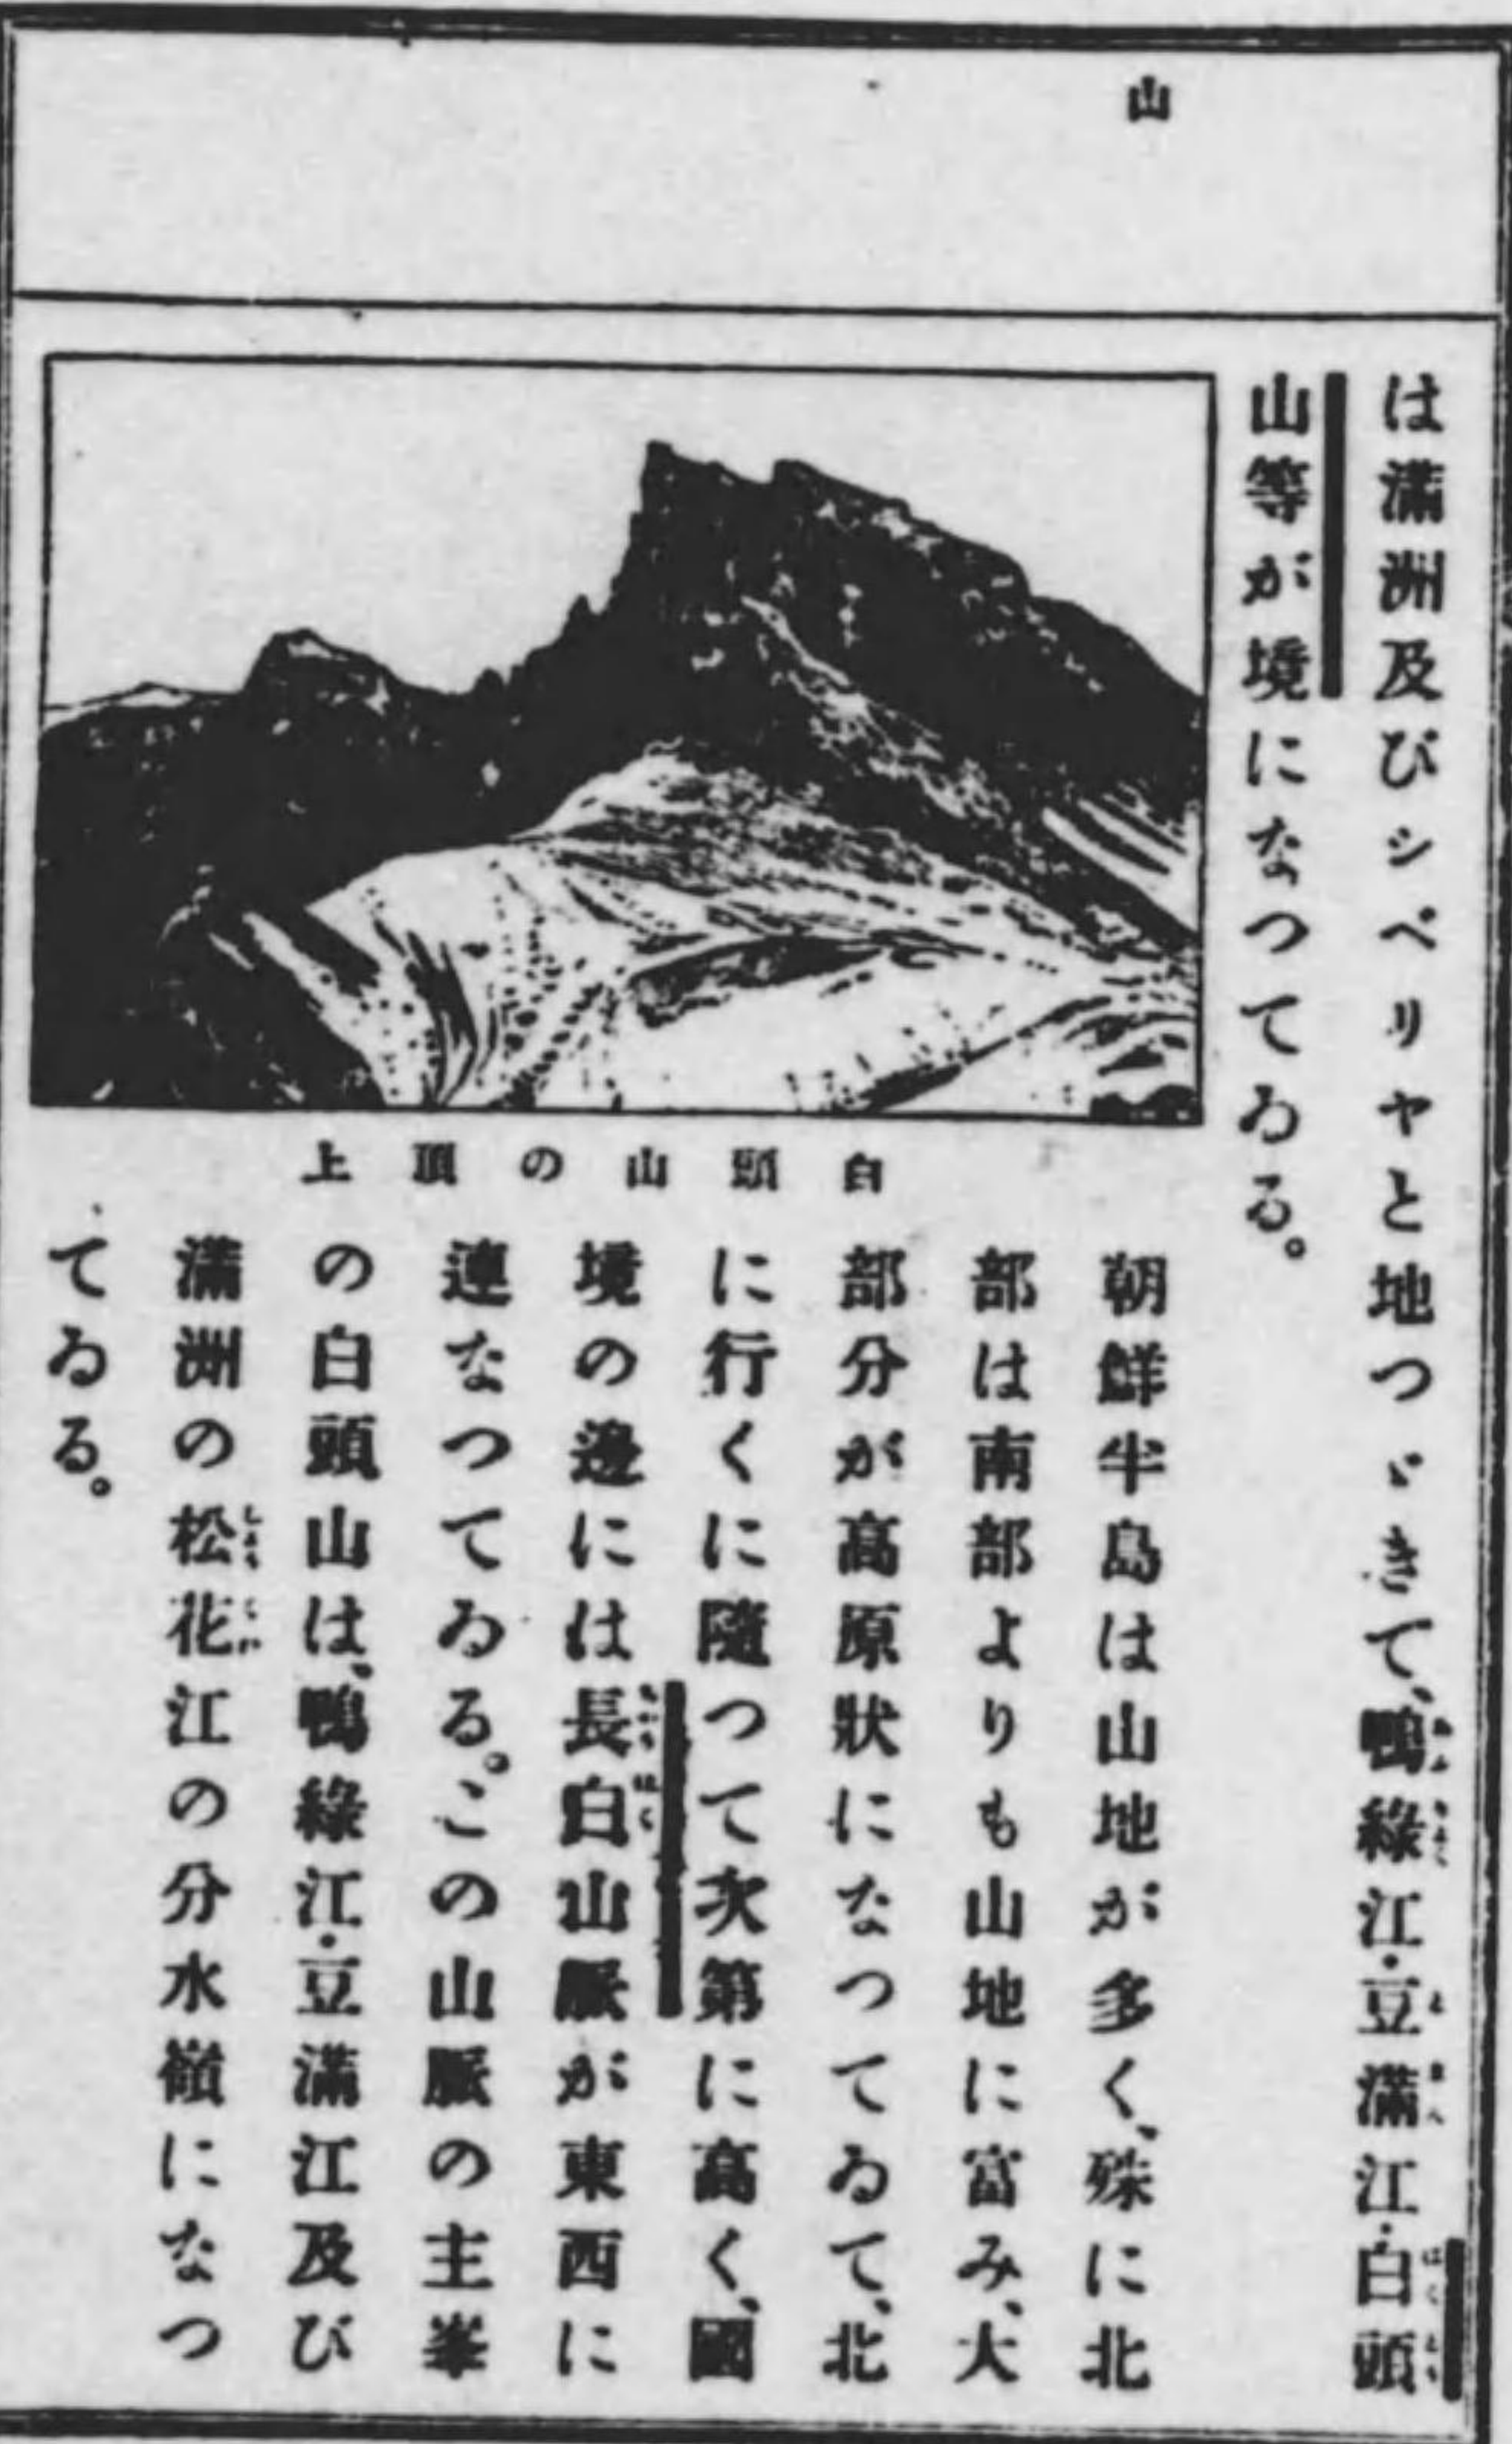 山
は滿洲及びシベリヤと地つゞきて、鴨綠江・豆滿江・白頭
山等が境になつてゐる。
白頭山の頂上
朝鮮半島は山地が多く、殊に北
部は南部よりも山地に富み、大
部分が高原狀になつてゐて、北
に行くに隨つて次第に高く、國
境の邊には長白山脈が東西に
連なつてゐる。この山脈の主峯
の白頭山は、鴨綠江・豆滿江及び
滿洲の松花江の分水嶺になつ
てゐる。